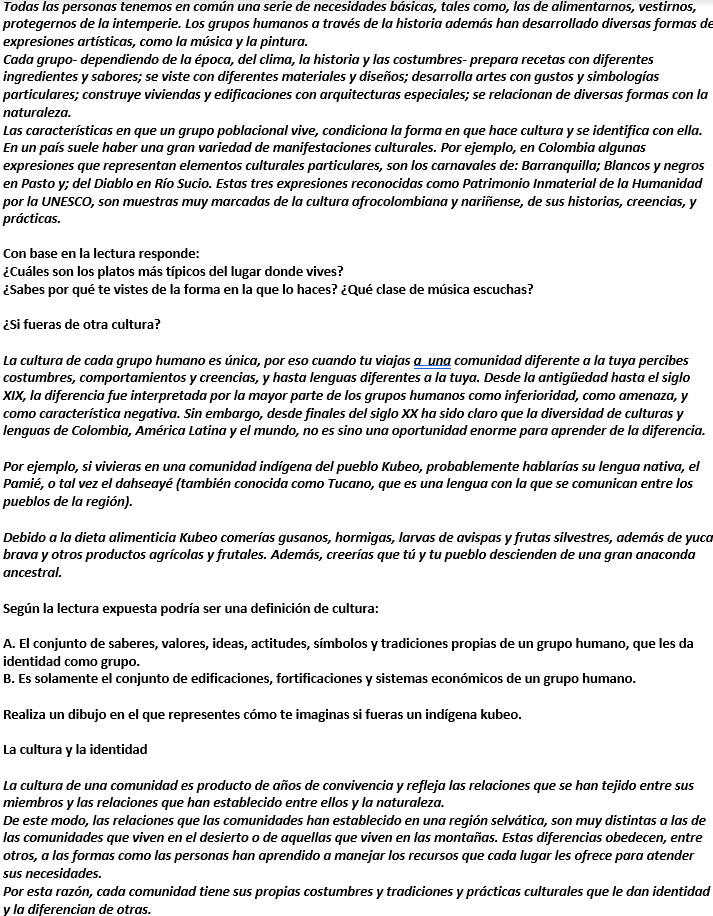 Todas las personas tenemos en común una serie de necesidades básicas, tales como, las de alimentarnos, vestirnos,
protegernos de la intemperie. Los grupos humanos a través de la historia además han desarrollado diversas formas de
expresiones artísticas, como la música y la pintura.
Cada grupo- dependiendo de la época, del clima, la historia y las costumbres- prepara recetas con diferentes
ingredientes y sabores; se viste con diferentes materiales y diseños; desarrolla artes con gustos y simbologías
particulares; construye viviendas y edificaciones con arquitecturas especiales; se relacionan de diversas formas con la
naturaleza.
Las características en que un grupo poblacional vive, condiciona la forma en que hace cultura y se identifica con ella.
En un país suele haber una gran variedad de manifestaciones culturales. Por ejemplo, en Colombia algunas
expresiones que representan elementos culturales particulares, son los carnavales de: Barranquilla; Blancos y negros
en Pasto y; del Diablo en Río Sucio. Estas tres expresiones reconocidas como Patrimonio Inmaterial de la Humanidad
por la UNESCO, son muestras muy marcadas de la cultura afrocolombiana y nariñense, de sus historias, creencias, y
prácticas.
Con base en la lectura responde:
¿Cuáles son los platos más típicos del lugar donde vives?
¿Sabes por qué te vistes de la forma en la que lo haces? ¿Qué clase de música escuchas?
¿Si fueras de otra cultura?
La cultura de cada grupo humano es única, por eso cuando tu viajas a una comunidad diferente a la tuya percibes
costumbres, comportamientos y creencias, y hasta lenguas diferentes a la tuya. Desde la antigüedad hasta el siglo
XIX, la diferencia fue interpretada por la mayor parte de los grupos humanos como inferioridad, como amenaza, y
como característica negativa. Sin embargo, desde finales del siglo XX ha sido claro que la diversidad de culturas y
lenguas de Colombia, América Latina y el mundo, no es sino una oportunidad enorme para aprender de la diferencia.
Por ejemplo, si vivieras en una comunidad indígena del pueblo Kubeo, probablemente hablarías su lengua nativa, el
Pamié, o tal vez el dahseayé (también conocida como Tucano, que es una lengua con la que se comunican entre los
pueblos de la región).
Debido a la dieta alimenticia Kubeo comerías gusanos, hormigas, larvas de avispas y frutas silvestres, además de yuca
brava y otros productos agrícolas y frutales. Además, creerías que tú y tu pueblo descienden de una gran anaconda
ancestral.
Según la lectura expuesta podría ser una definición de cultura:
A. El conjunto de saberes, valores, ideas, actitudes, símbolos y tradiciones propias de un grupo humano, que les da
identidad como grupo.
B. Es solamente el conjunto de edificaciones, fortificaciones y sistemas económicos de un grupo humano.
Realiza un dibujo en el que representes cómo te imaginas si fueras un indígena kubeo.
La cultura y la identidad
La cultura de una comunidad es producto de años de convivencia y refleja las relaciones que se han tejido entre sus
miembros y las relaciones que han establecido entre ellos y la naturaleza.
De este modo, las relaciones que las comunidades han establecido en una región selvática, son muy distintas a las de
las comunidades que viven en el desierto o de aquellas que viven en las montañas. Estas diferencias obedecen, entre
otros, a las formas como las personas han aprendido a manejar los recursos que cada lugar les ofrece para atender
sus necesidades.
Por esta razón, cada comunidad tiene sus propias costumbres y tradiciones y prácticas culturales que le dan identidad
y la diferencian de otras.